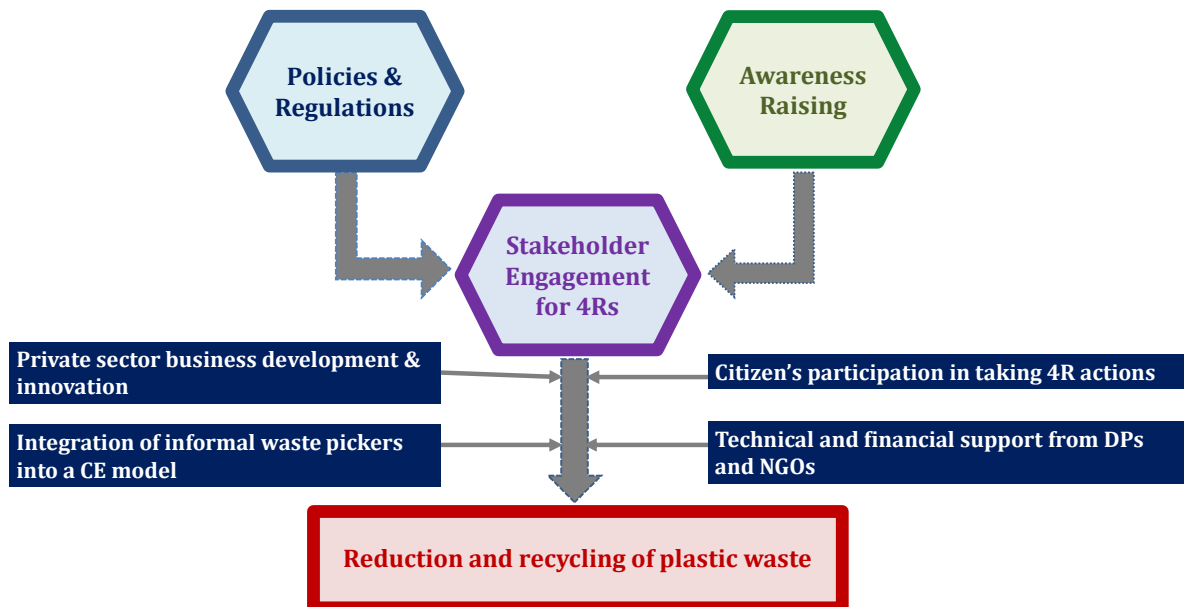 Policies &
Regulations
Awareness
Raising
Stakeholder
Engagement
for 4Rs
Private sector business development &
innovation
Citizen’s participation in taking 4R actions
Integration of informal waste pickers
into a CE model
Technical and financial support from DPs
and NGOs
Reduction and recycling of plastic waste